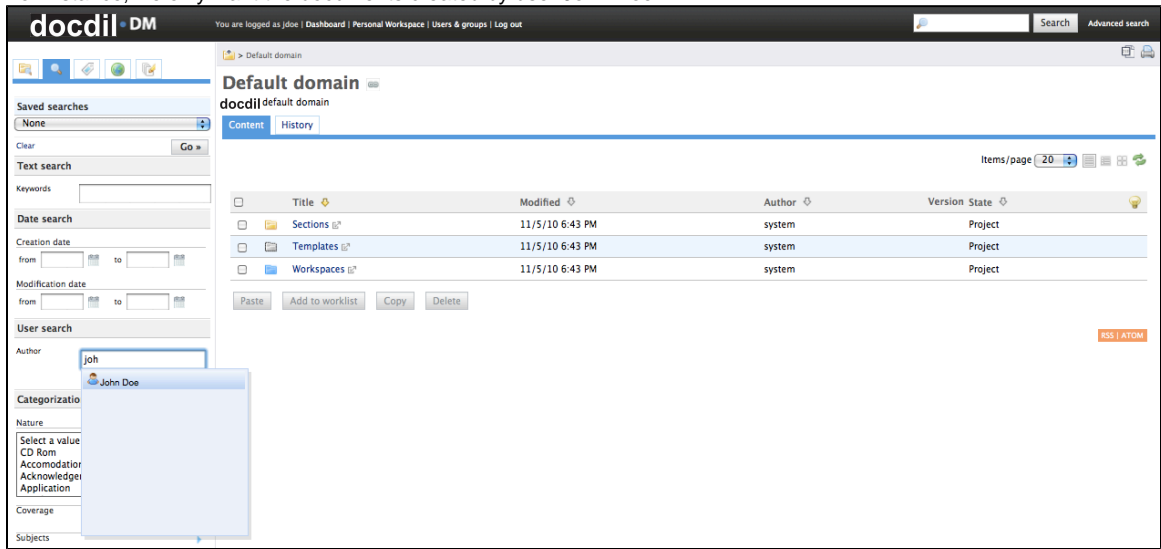 docdil DM
You are logged as jdoe | Dashboard | Personal Workspace | Users & groups | Log out
Search
Advanced search
> Default domain
Default domain
docdil default domain
Content
History
Items/page 20
Title
Modified
Author
Version State
Sections
11/5/10 6:43 PM
system
Project
Templates
11/5/10 6:43 PM
system
Project
Workspaces
11/5/10 6:43 PM
system
Project
Paste
Add to worklist
Copy
Delete
RSS | ATOM
Saved searches
None
Clear
Go »
Text search
Keywords
Date search
Creation date
from
to
Modification date
from
to
User search
Author
joh
John Doe
Categorizatio
Nature
Select a value
CD Rom
Accomodation
Acknowledge
Application
Coverage
Subjects